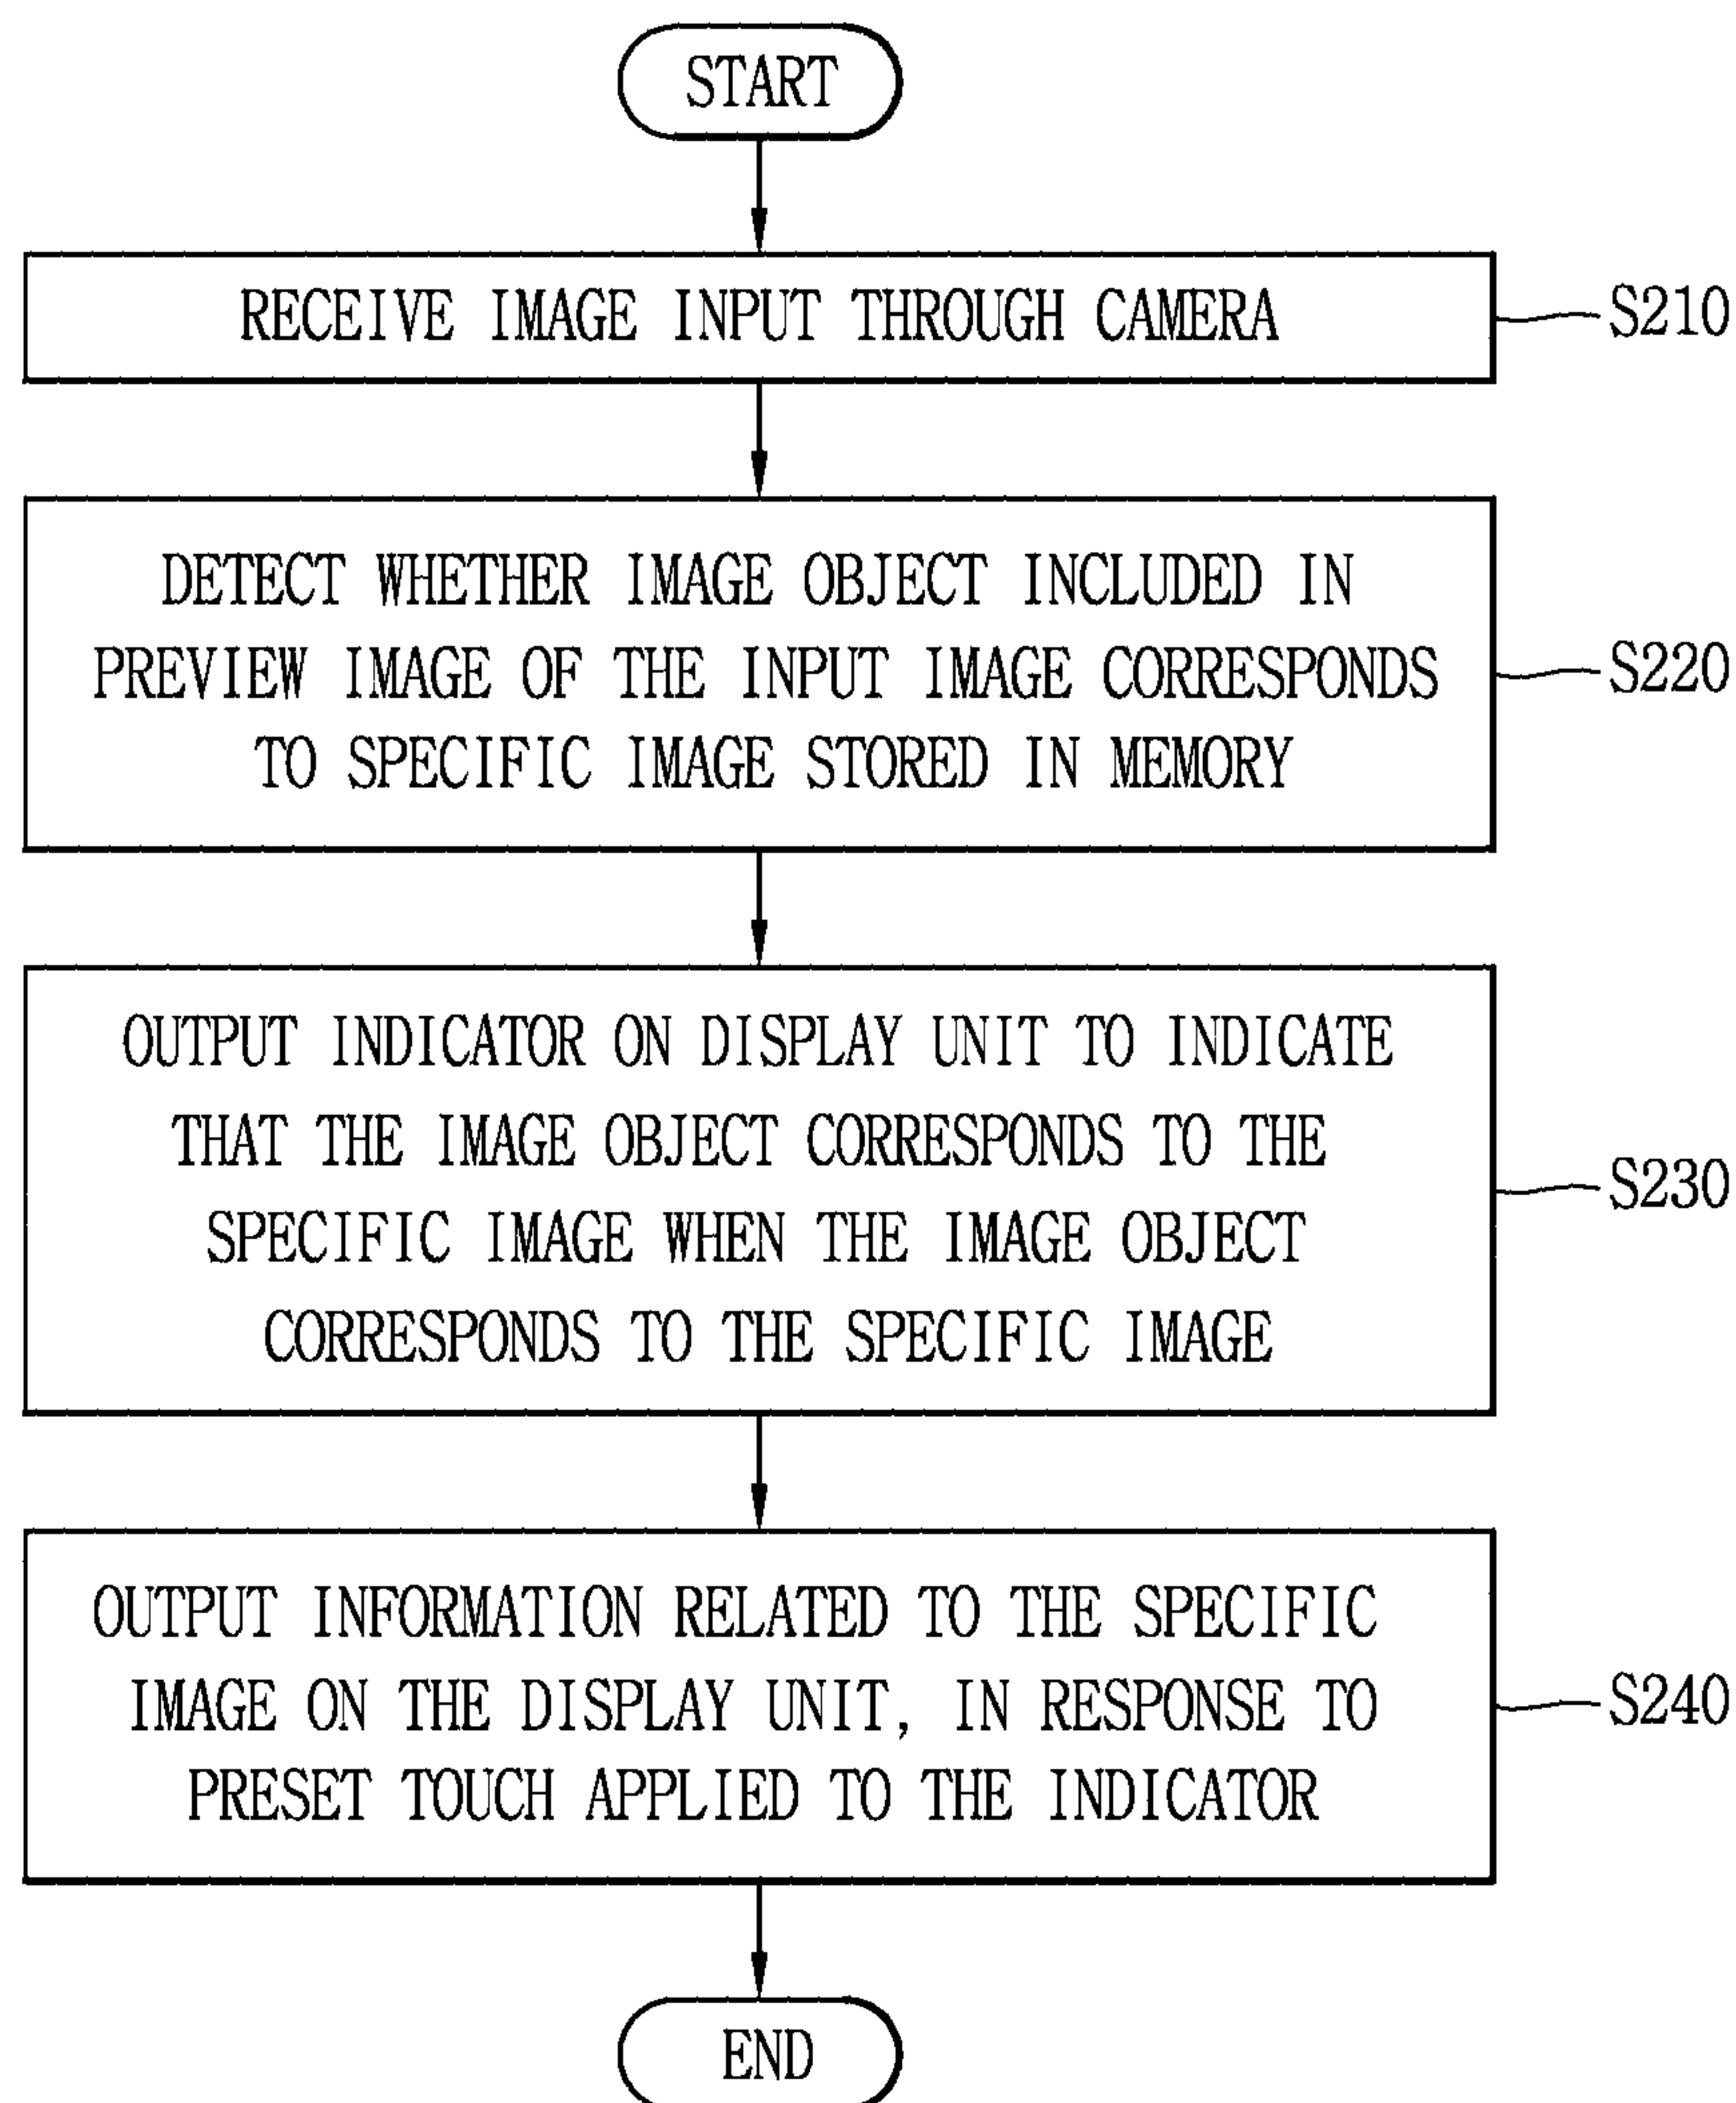 START
RECEIVE IMAGE INPUT THROUGH CAMERA
S210
DETECT WHETHER IMAGE OBJECT INCLUDED IN
PREVIEW IMAGE OF THE INPUT IMAGE CORRESPONDS
TO SPECIFIC IMAGE STORED IN MEMORY
S220
OUTPUT INDICATOR ON DISPLAY UNIT TO INDICATE
THAT THE IMAGE OBJECT CORRESPONDS TO THE
SPECIFIC IMAGE WHEN THE IMAGE OBJECT
CORRESPONDS TO THE SPECIFIC IMAGE
S230
OUTPUT INFORMATION RELATED TO THE SPECIFIC
IMAGE ON THE DISPLAY UNIT, IN RESPONSE TO
PRESET TOUCH APPLIED TO THE INDICATOR
S240
END